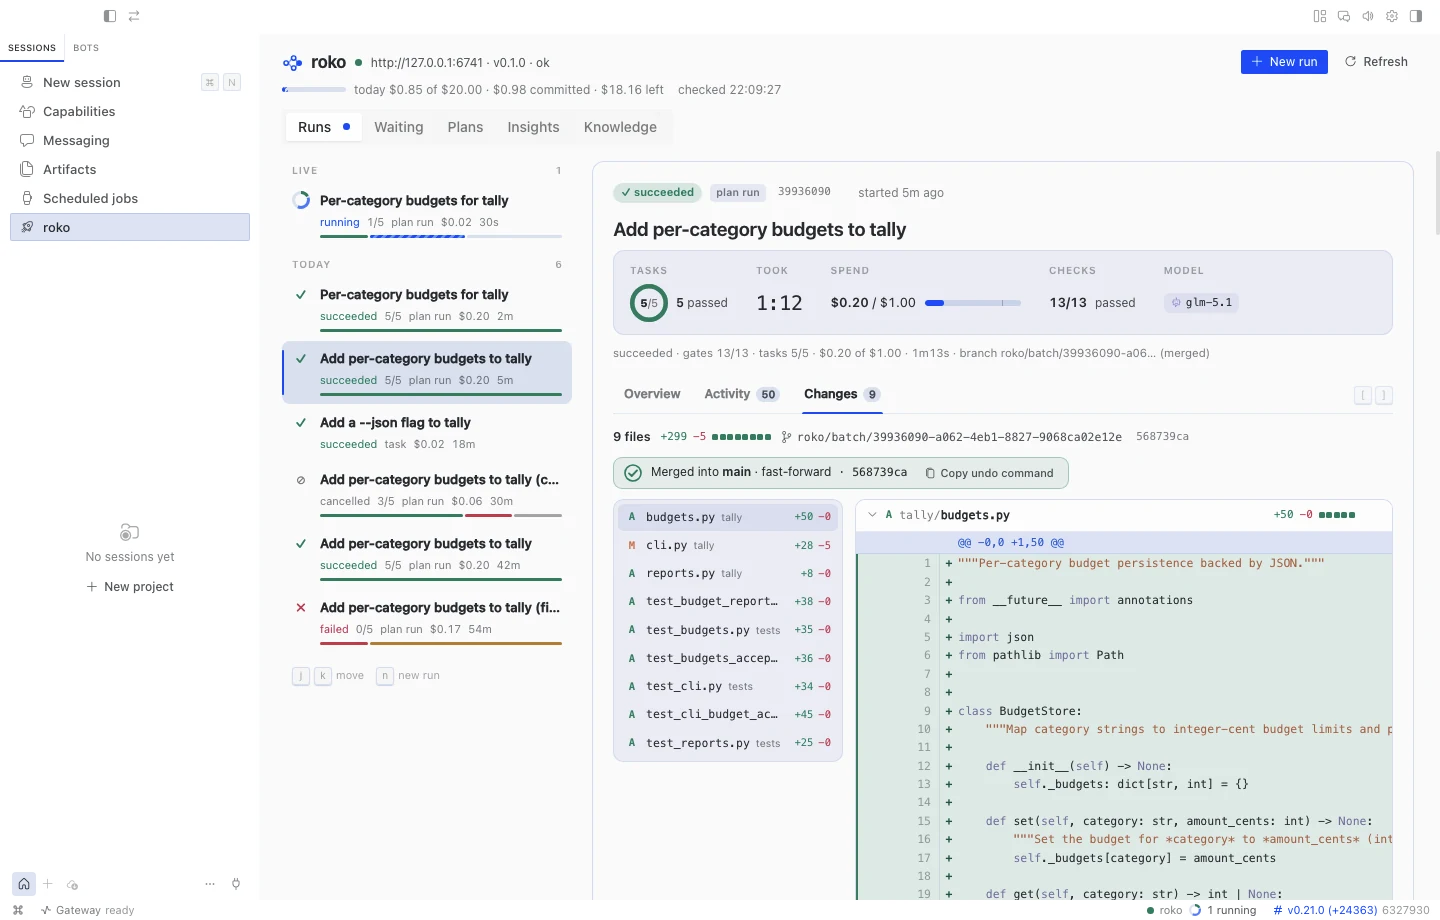 SESSIONS BOTS
New session ⌘ N
Capabilities
Messaging
Artifacts
Scheduled jobs
roko
No sessions yet
+ New project
Gateway ready
roko http://127.0.0.1:6741 · v0.1.0 · ok
+ New run Refresh
today $0.85 of $20.00 · $0.98 committed · $18.16 left checked 22:09:27
Runs Waiting Plans Insights Knowledge
LIVE 1
Per-category budgets for tally
running 1/5 plan run $0.02 30s
TODAY 6
Per-category budgets for tally
succeeded 5/5 plan run $0.20 2m
Add per-category budgets to tally
succeeded 5/5 plan run $0.20 5m
Add a --json flag to tally
succeeded task $0.02 18m
Add per-category budgets to tally (c...
cancelled 3/5 plan run $0.06 30m
Add per-category budgets to tally
succeeded 5/5 plan run $0.20 42m
Add per-category budgets to tally (fi...
failed 0/5 plan run $0.17 54m
j k move n new run
✓ succeeded plan run 39936090 started 5m ago
Add per-category budgets to tally
TASKS TOOK SPEND CHECKS MODEL
5/5 5 passed 1:12 $0.20 / $1.00 13/13 passed glm-5.1
succeeded · gates 13/13 · tasks 5/5 · $0.20 of $1.00 · 1m13s · branch roko/batch/39936090-a06... (merged)
Overview Activity 50 Changes 9 [ ]
9 files +299 −5 roko/batch/39936090-a062-4eb1-8827-9068ca02e12e 568739ca
Merged into main · fast-forward · 568739ca Copy undo command
A budgets.py tally +50 −0
M cli.py tally +28 −5
A reports.py tally +8 −0
A test_budget_report… +38 −0
A test_budgets.py tests +35 −0
A test_budgets_accep… +36 −0
A test_cli.py tests +34 −0
A test_cli_budget_ac… +45 −0
A test_reports.py tests +25 −0
A tally/budgets.py +50 −0
@@ −0,0 +1,50 @@
1 + """Per-category budget persistence backed by JSON."""
2 +
3 + from __future__ import annotations
4 +
5 + import json
6 + from pathlib import Path
7 +
8 +
9 + class BudgetStore:
10 + """Map category strings to integer-cent budget limits and p
11 +
12 + def __init__(self) -> None:
13 + self._budgets: dict[str, int] = {}
14 +
15 + def set(self, category: str, amount_cents: int) -> None:
16 + """Set the budget for *category* to *amount_cents* (int
17 + self._budgets[category] = amount_cents
18 +
19 + def get(self, category: str) -> int | None:
roko 1 running # v0.21.0 (+24363) 6327930